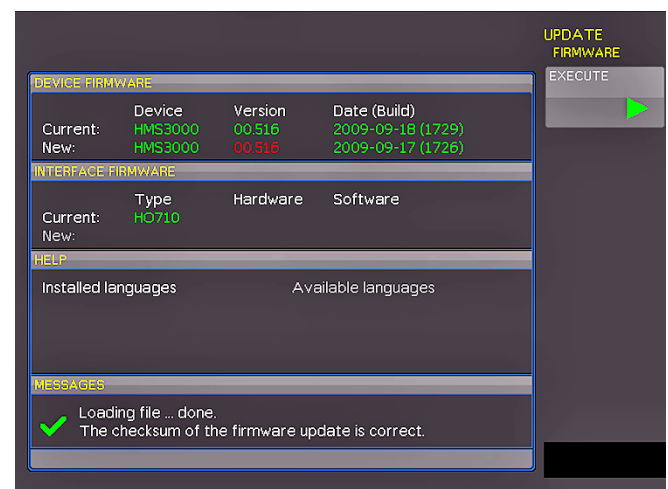 UPDATE
FIRMWARE
EXECUTE
DEVICE FIRMWARE
Device Version Date (Build)
Current: HMS3000 00.516 2009-09-18 (1729)
New: HMS3000 00.516 2009-09-17 (1726)
INTERFACE FIRMWARE
Type Hardware Software
Current: HO710
New:
HELP
Installed languages Available languages
MESSAGES
Loading file ... done.
The checksum of the firmware update is correct.